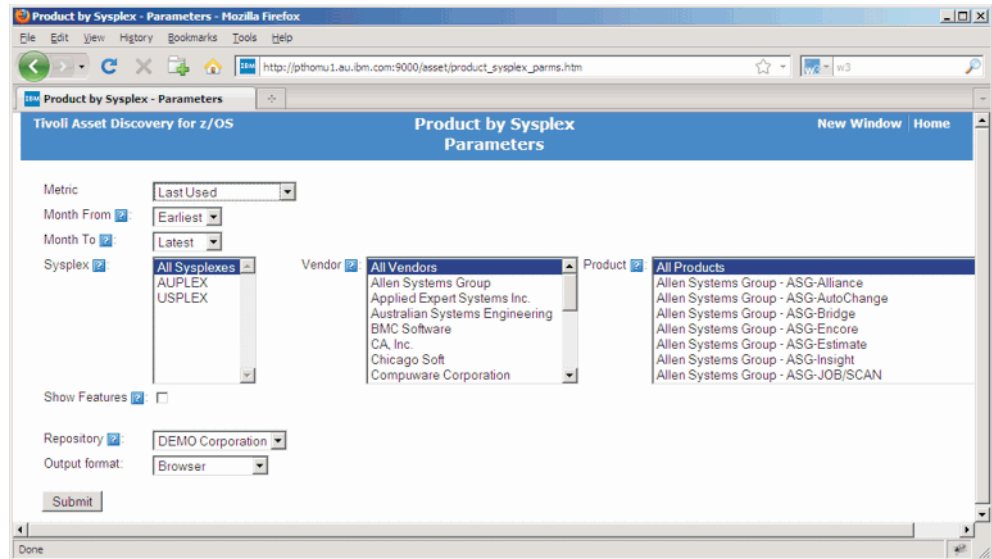 Product by Sysplex - Parameters - Mozilla Firefox
File Edit View History Bookmarks Tools Help
http://pthomu1.au.ibm.com:9000/asset/product_sysplex_parms.htm
w3
IBM Product by Sysplex - Parameters
Tivoli Asset Discovery for z/OS
Product by Sysplex
Parameters
New Window | Home
Metric Last Used
Month From ?: Earliest
Month To ?: Latest
Sysplex ?: All Sysplexes
AUPLEX
USPLEX
Vendor ?: All Vendors
Allen Systems Group
Applied Expert Systems Inc.
Australian Systems Engineering
BMC Software
CA, Inc.
Chicago Soft
Compuware Corporation
Product ?: All Products
Allen Systems Group - ASG-Alliance
Allen Systems Group - ASG-AutoChange
Allen Systems Group - ASG-Bridge
Allen Systems Group - ASG-Encore
Allen Systems Group - ASG-Estimate
Allen Systems Group - ASG-Insight
Allen Systems Group - ASG-JOB/SCAN
Show Features ?:
Repository ?: DEMO Corporation
Output format: Browser
Submit
Done